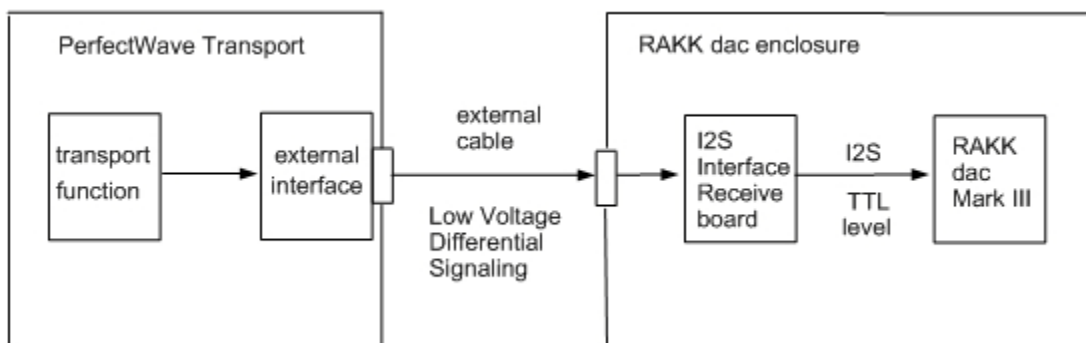 PerfectWave Transport
RAKK dac enclosure
transport
function
external
interface
external
cable
Low Voltage
Differential
Signaling
I2S
Interface
Receive
board
I2S
TTL
level
RAKK
dac
Mark III